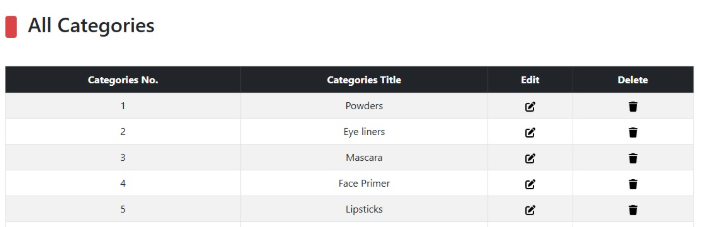 All Categories
Categories No. Categories Title Edit Delete
1 Powders
2 Eye liners
3 Mascara
4 Face Primer
5 Lipsticks